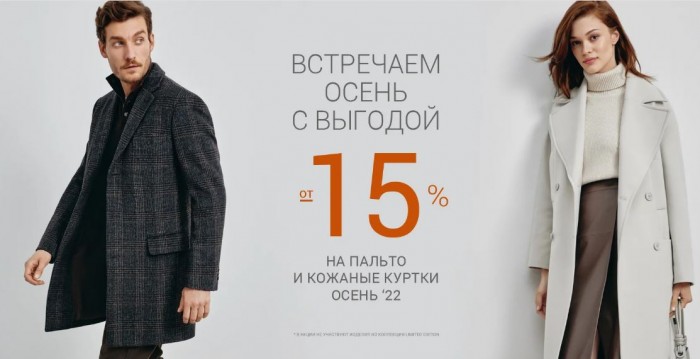 ВСТРЕЧАЕМ
ОСЕНЬ
С ВЫГОДОЙ
от 15 %
НА ПАЛЬТО
И КОЖАНЫЕ КУРТКИ
ОСЕНЬ ‘22